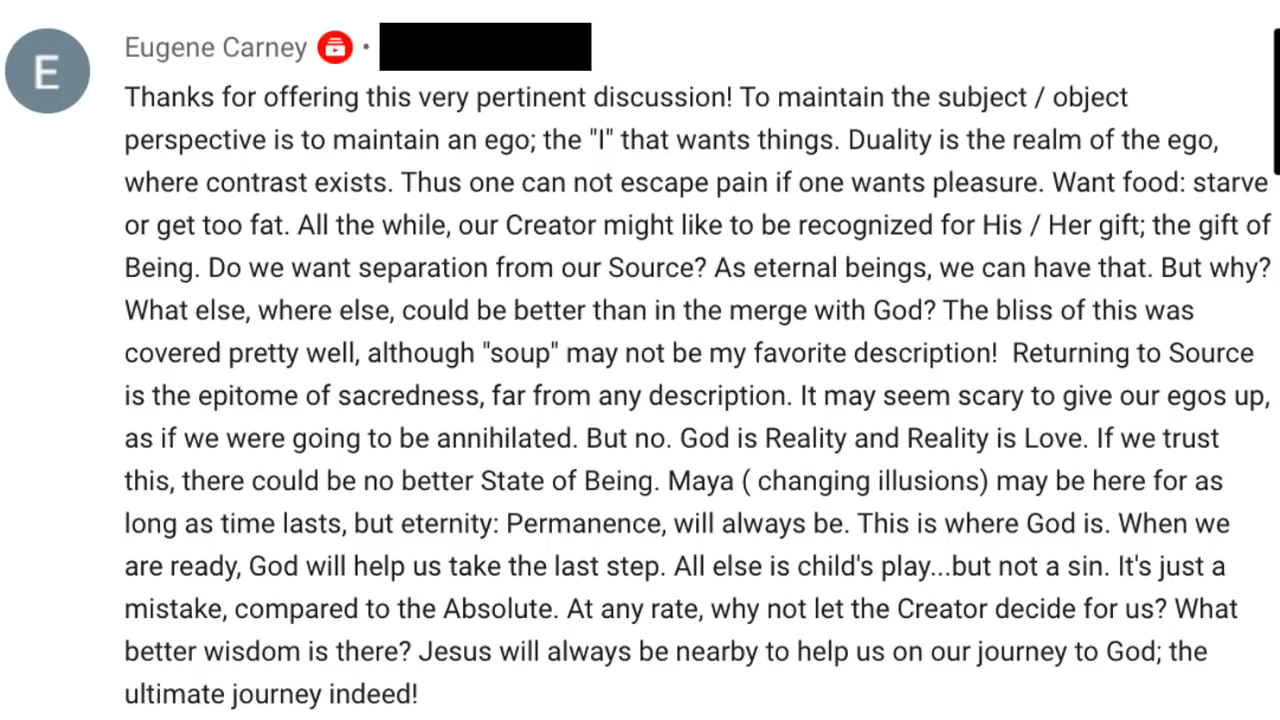 E
Eugene Carney •
Thanks for offering this very pertinent discussion! To maintain the subject / object
perspective is to maintain an ego; the "I" that wants things. Duality is the realm of the ego,
where contrast exists. Thus one can not escape pain if one wants pleasure. Want food: starve
or get too fat. All the while, our Creator might like to be recognized for His / Her gift; the gift of
Being. Do we want separation from our Source? As eternal beings, we can have that. But why?
What else, where else, could be better than in the merge with God? The bliss of this was
covered pretty well, although "soup" may not be my favorite description!  Returning to Source
is the epitome of sacredness, far from any description. It may seem scary to give our egos up,
as if we were going to be annihilated. But no. God is Reality and Reality is Love. If we trust
this, there could be no better State of Being. Maya ( changing illusions) may be here for as
long as time lasts, but eternity: Permanence, will always be. This is where God is. When we
are ready, God will help us take the last step. All else is child's play...but not a sin. It's just a
mistake, compared to the Absolute. At any rate, why not let the Creator decide for us? What
better wisdom is there? Jesus will always be nearby to help us on our journey to God; the
ultimate journey indeed!